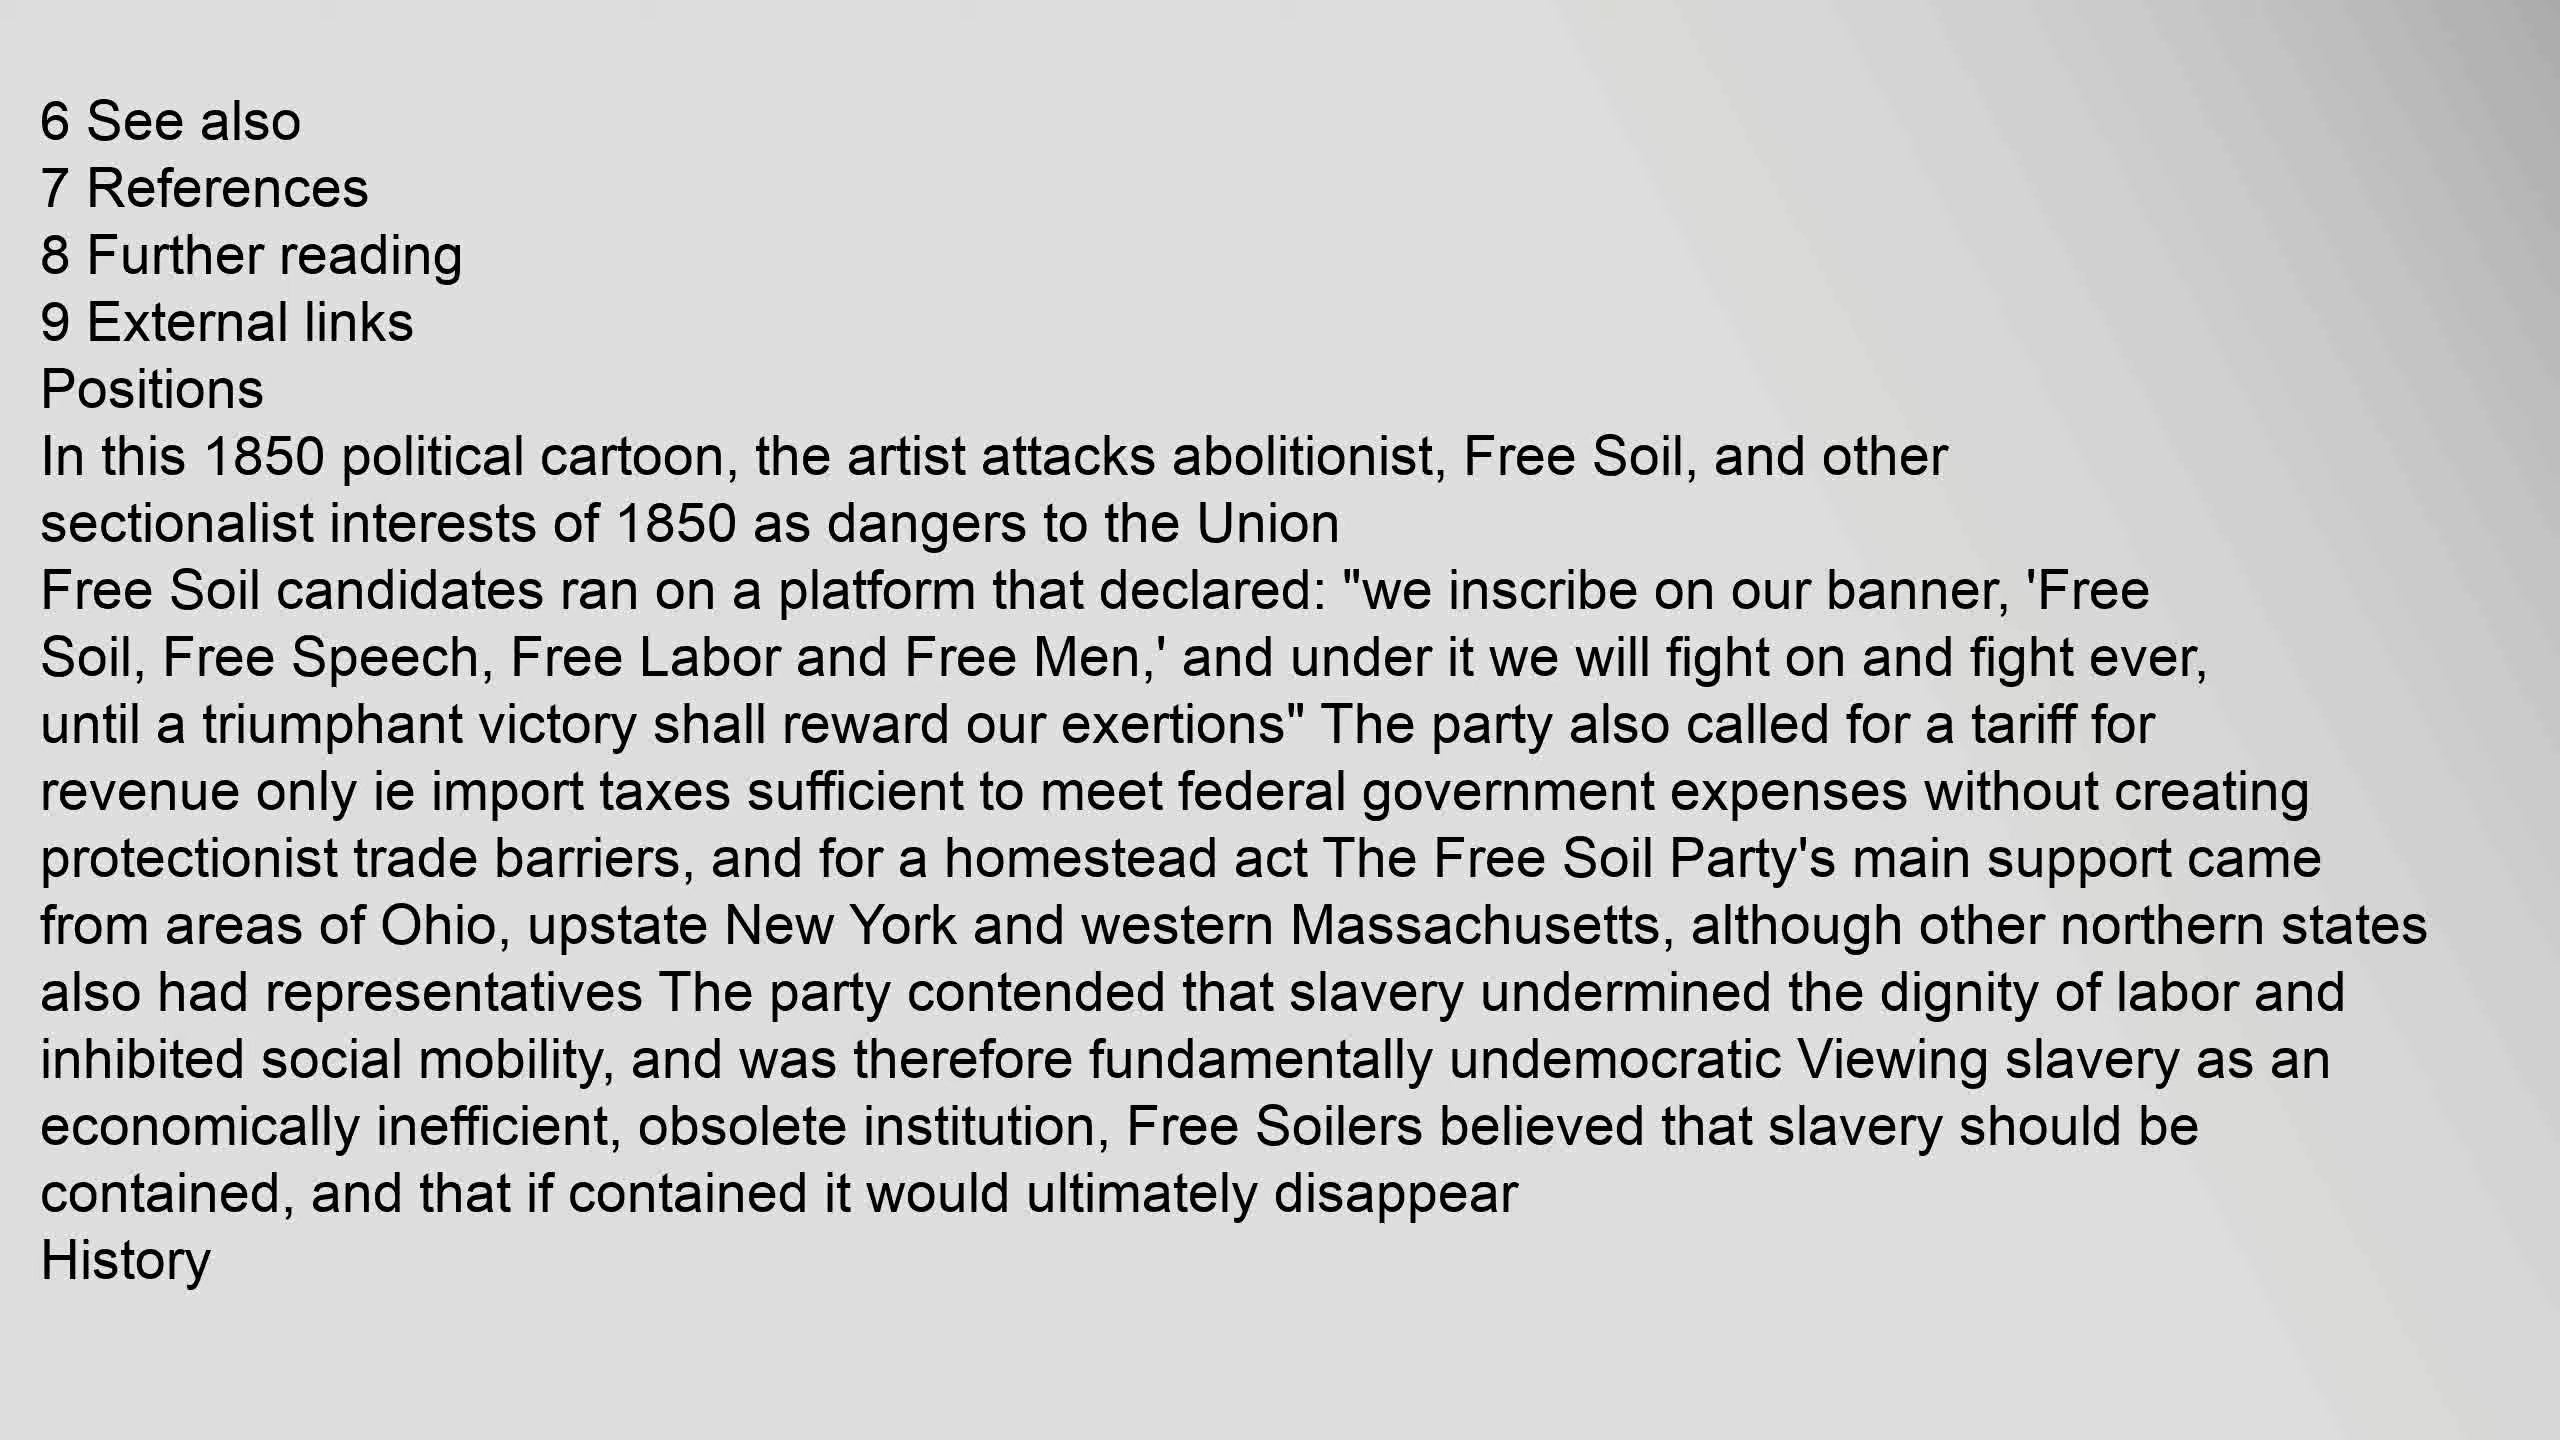 6 See also
7 References
8 Further reading
9 External links
Positions
In this 1850 political cartoon, the artist attacks abolitionist, Free Soil, and other
sectionalist interests of 1850 as dangers to the Union
Free Soil candidates ran on a platform that declared: "we inscribe on our banner, 'Free
Soil, Free Speech, Free Labor and Free Men,' and under it we will fight on and fight ever,
until a triumphant victory shall reward our exertions" The party also called for a tariff for
revenue only ie import taxes sufficient to meet federal government expenses without creating
protectionist trade barriers, and for a homestead act The Free Soil Party's main support came
from areas of Ohio, upstate New York and western Massachusetts, although other northern states
also had representatives The party contended that slavery undermined the dignity of labor and
inhibited social mobility, and was therefore fundamentally undemocratic Viewing slavery as an
economically inefficient, obsolete institution, Free Soilers believed that slavery should be
contained, and that if contained it would ultimately disappear
History